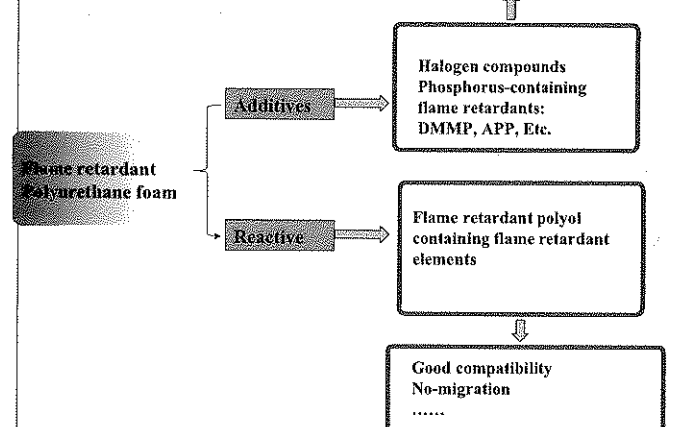 Halogen compounds
Phosphorus-containing
flame retardants:
DMMP, APP, Etc.
Additives
Flame retardant
Polyurethane foam
Flame retardant polyol
containing flame retardant
elements
Reactive
Good compatibility
No-migration
......